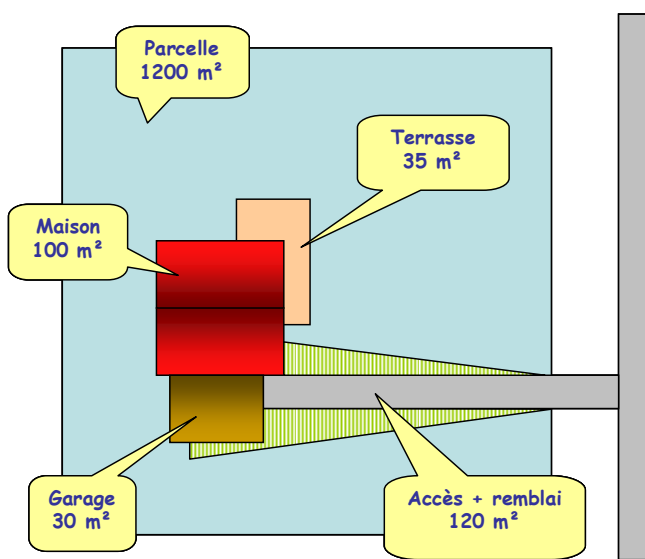 Parcelle
1200 m²
Terrasse
35 m²
Maison
100 m²
Garage
30 m²
Accès + remblai
120 m²